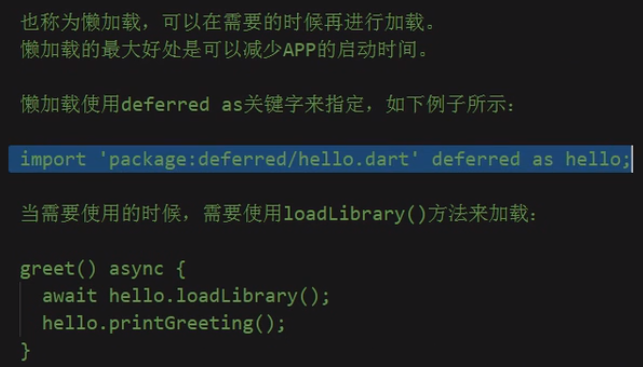 也称为懒加载，可以在需要的时候再进行加载。
懒加载的最大好处是可以减少APP的启动时间。
懒加载使用deferred as关键字来指定，如下例子所示：
import 'package:deferred/hello.dart' deferred as hello;
当需要使用的时候，需要使用loadLibrary()方法来加载：
greet() async {
  await hello.loadLibrary();
  hello.printGreeting();
}